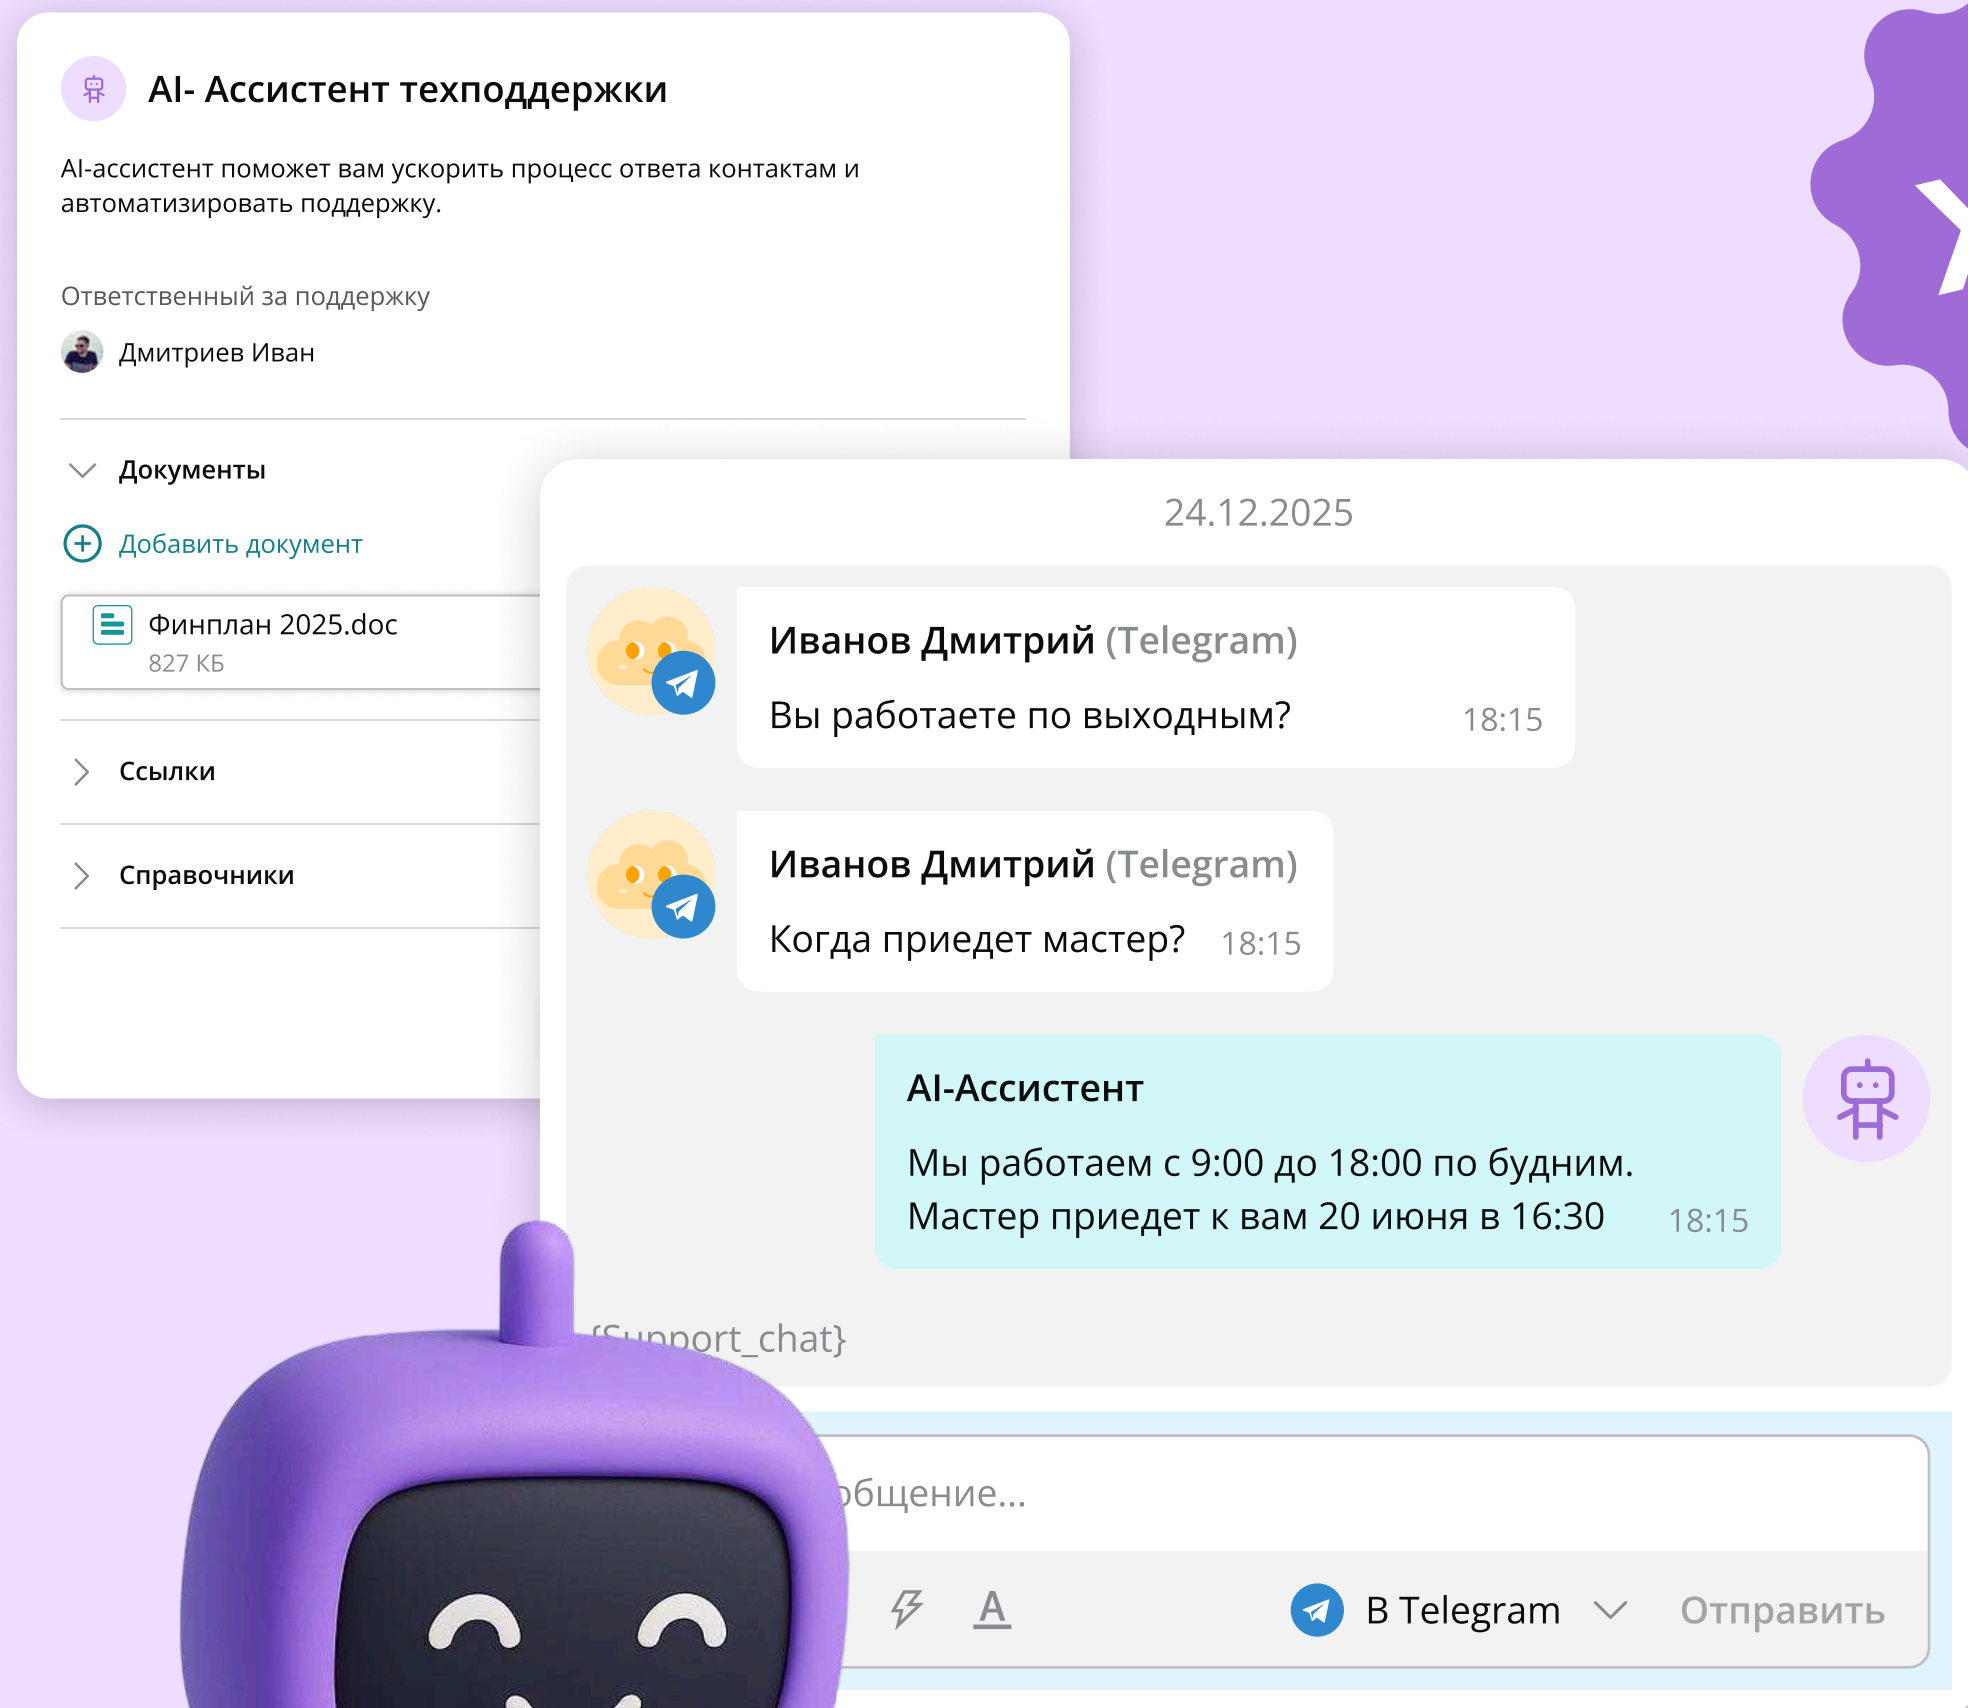 AI- Ассистент техподдержки
AI-ассистент поможет вам ускорить процесс ответа контактам и
автоматизировать поддержку.
Ответственный за поддержку
Дмитриев Иван
Документы
Добавить документ
Финплан 2025.doc
827 КБ
Ссылки
Справочники
24.12.2025
Иванов Дмитрий (Telegram)
Вы работаете по выходным? 18:15
Иванов Дмитрий (Telegram)
Когда приедет мастер? 18:15
AI-Ассистент
Мы работаем с 9:00 до 18:00 по будним.
Мастер приедет к вам 20 июня в 16:30 18:15
{Support_chat}
В Telegram
Отправить